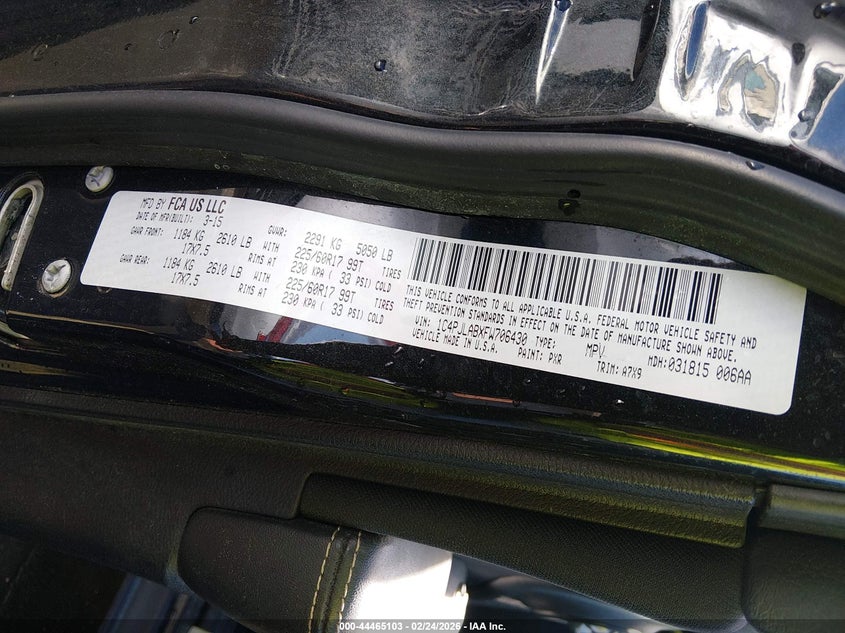 MFD BY FCA US LLC
DATE OF MFR(BUILT): 3-15 GVWR: 2291 KG 5050 LB
GWWR FRONT: 1184 KG 2610 LB WITH 225/60R17 99T TIRES
17X7.5 RIMS AT 230 KPA ( 33 PSI) COLD
GWWR REAR: 1184 KG 2610 LB WITH 225/60R17 99T TIRES
17X7.5 RIMS AT 230 KPA ( 33 PSI) COLD
THIS VEHICLE CONFORMS TO ALL APPLICABLE U.S.A. FEDERAL MOTOR VEHICLE SAFETY AND
THEFT PREVENTION STANDARDS IN EFFECT ON THE DATE OF MANUFACTURE SHOWN ABOVE.
VIN: 1C4PJLABXFW706430 TYPE: MPV MDH:031815 006AA
VEHICLE MADE IN U.S.A. PAINT: PXR TRIM: A7X9
000-44465103 - 02/24/2026 - IAA Inc.